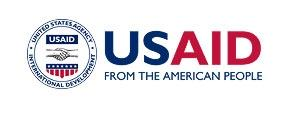 UNITED STATES AGENCY
USAID
INTERNATIONAL DEVELOPMENT
USAID
FROM THE AMERICAN PEOPLE